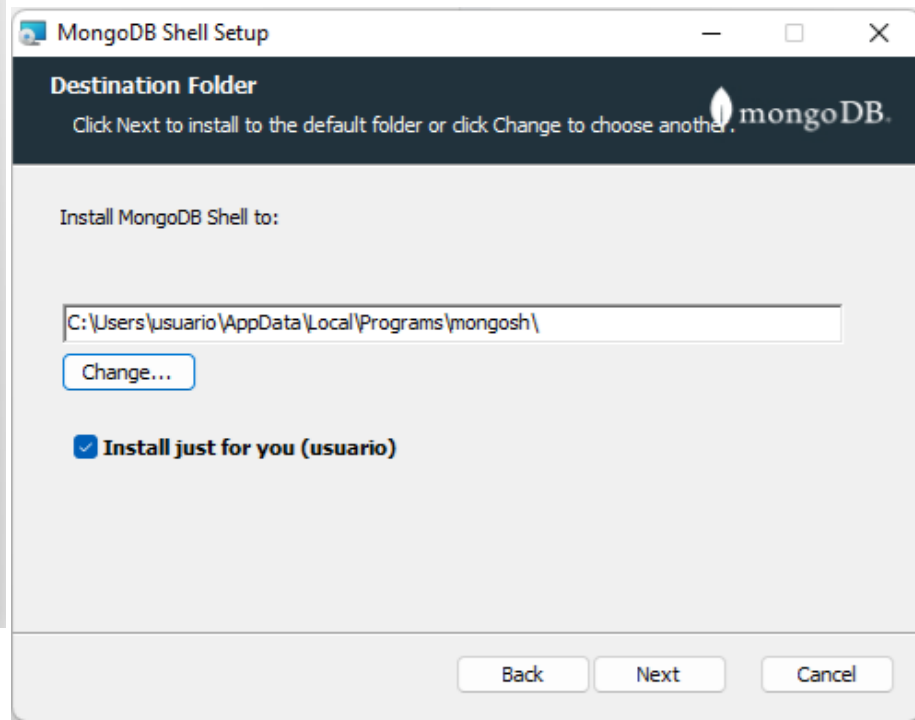 MongoDB Shell Setup
Destination Folder
Click Next to install to the default folder or click Change to choose another.
mongoDB.
Install MongoDB Shell to:
C:\Users\usuario\AppData\Local\Programs\mongosh\
Change...
Install just for you (usuario)
Back
Next
Cancel